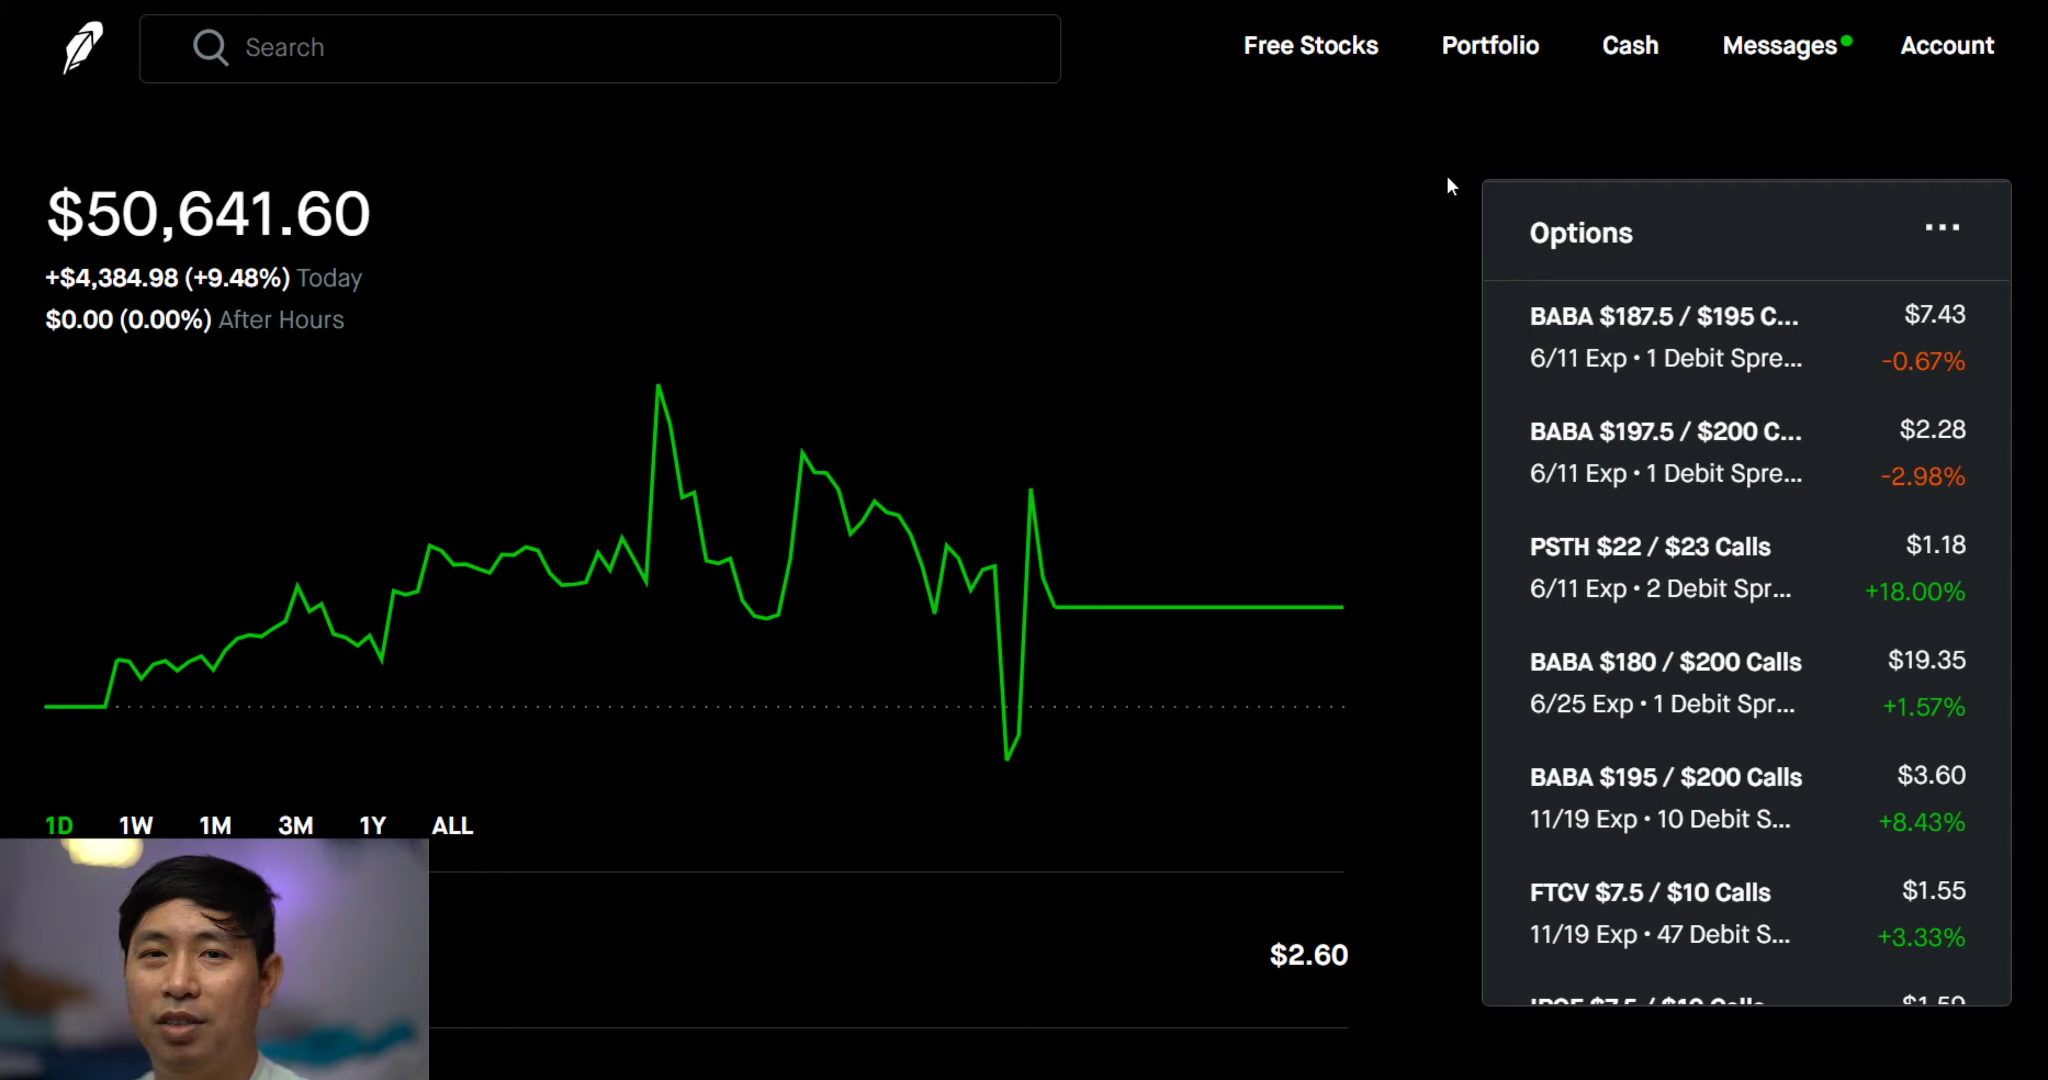 Search
Free Stocks
Portfolio
Cash
Messages
Account
$50,641.60
+$4,384.98 (+9.48%) Today
$0.00 (0.00%) After Hours
1D 1W 1M 3M 1Y ALL
$2.60
Options
...
BABA $187.5 / $195 C... $7.43
6/11 Exp • 1 Debit Spre... -0.67%
BABA $197.5 / $200 C... $2.28
6/11 Exp • 1 Debit Spre... -2.98%
PSTH $22 / $23 Calls $1.18
6/11 Exp • 2 Debit Spr... +18.00%
BABA $180 / $200 Calls $19.35
6/25 Exp • 1 Debit Spr... +1.57%
BABA $195 / $200 Calls $3.60
11/19 Exp • 10 Debit S... +8.43%
FTCV $7.5 / $10 Calls $1.55
11/19 Exp • 47 Debit S... +3.33%